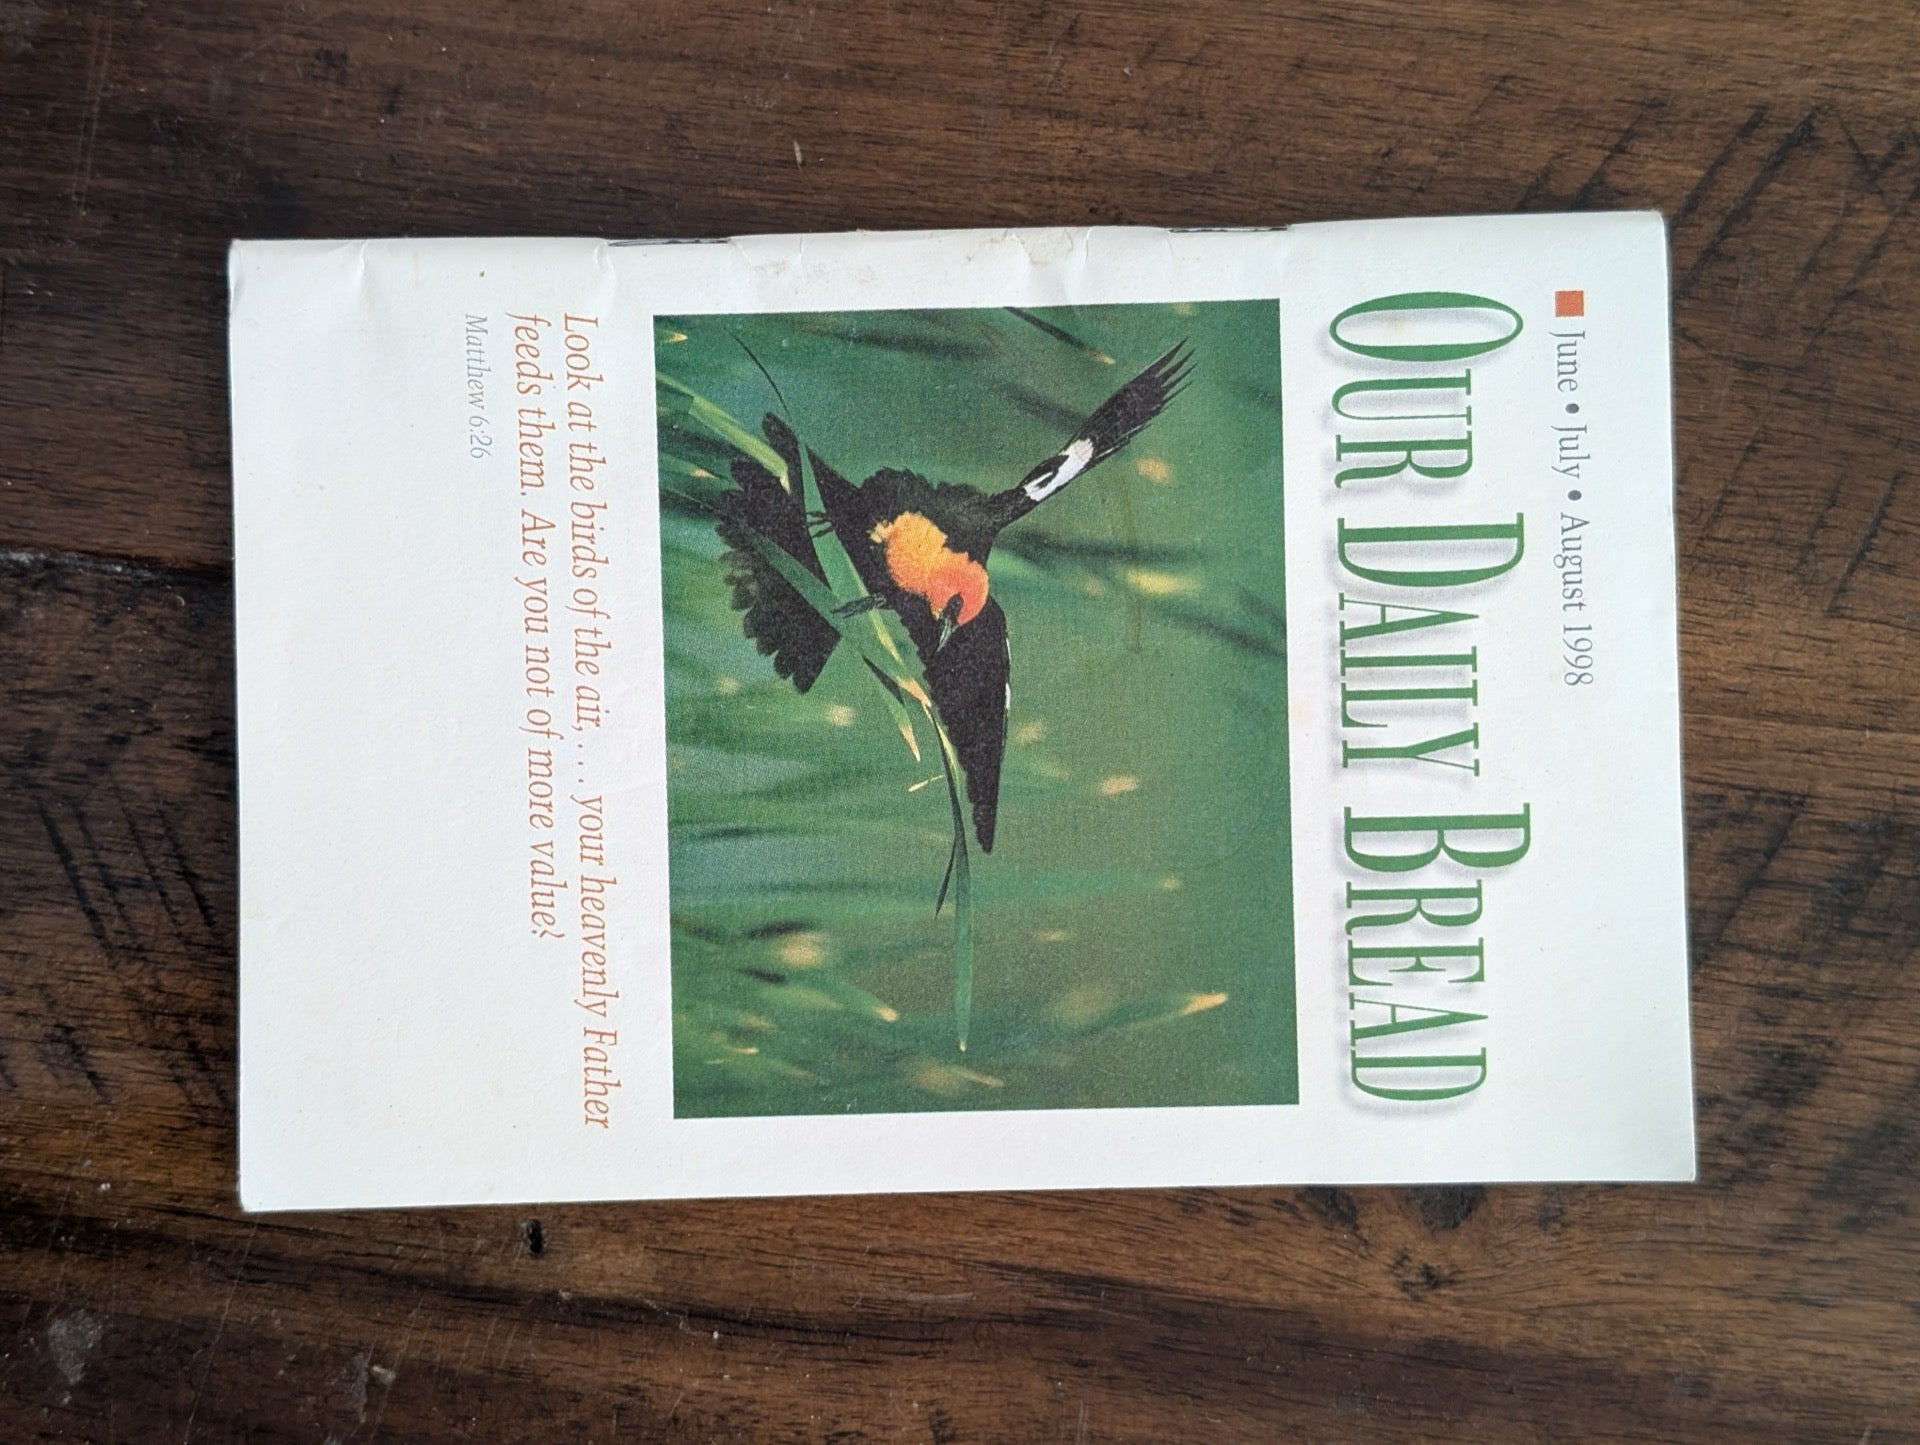 ■ June • July • August 1998
OUR DAILY BREAD
Look at the birds of the air, . . . your heavenly Father
feeds them. Are you not of more value?
Matthew 6:26